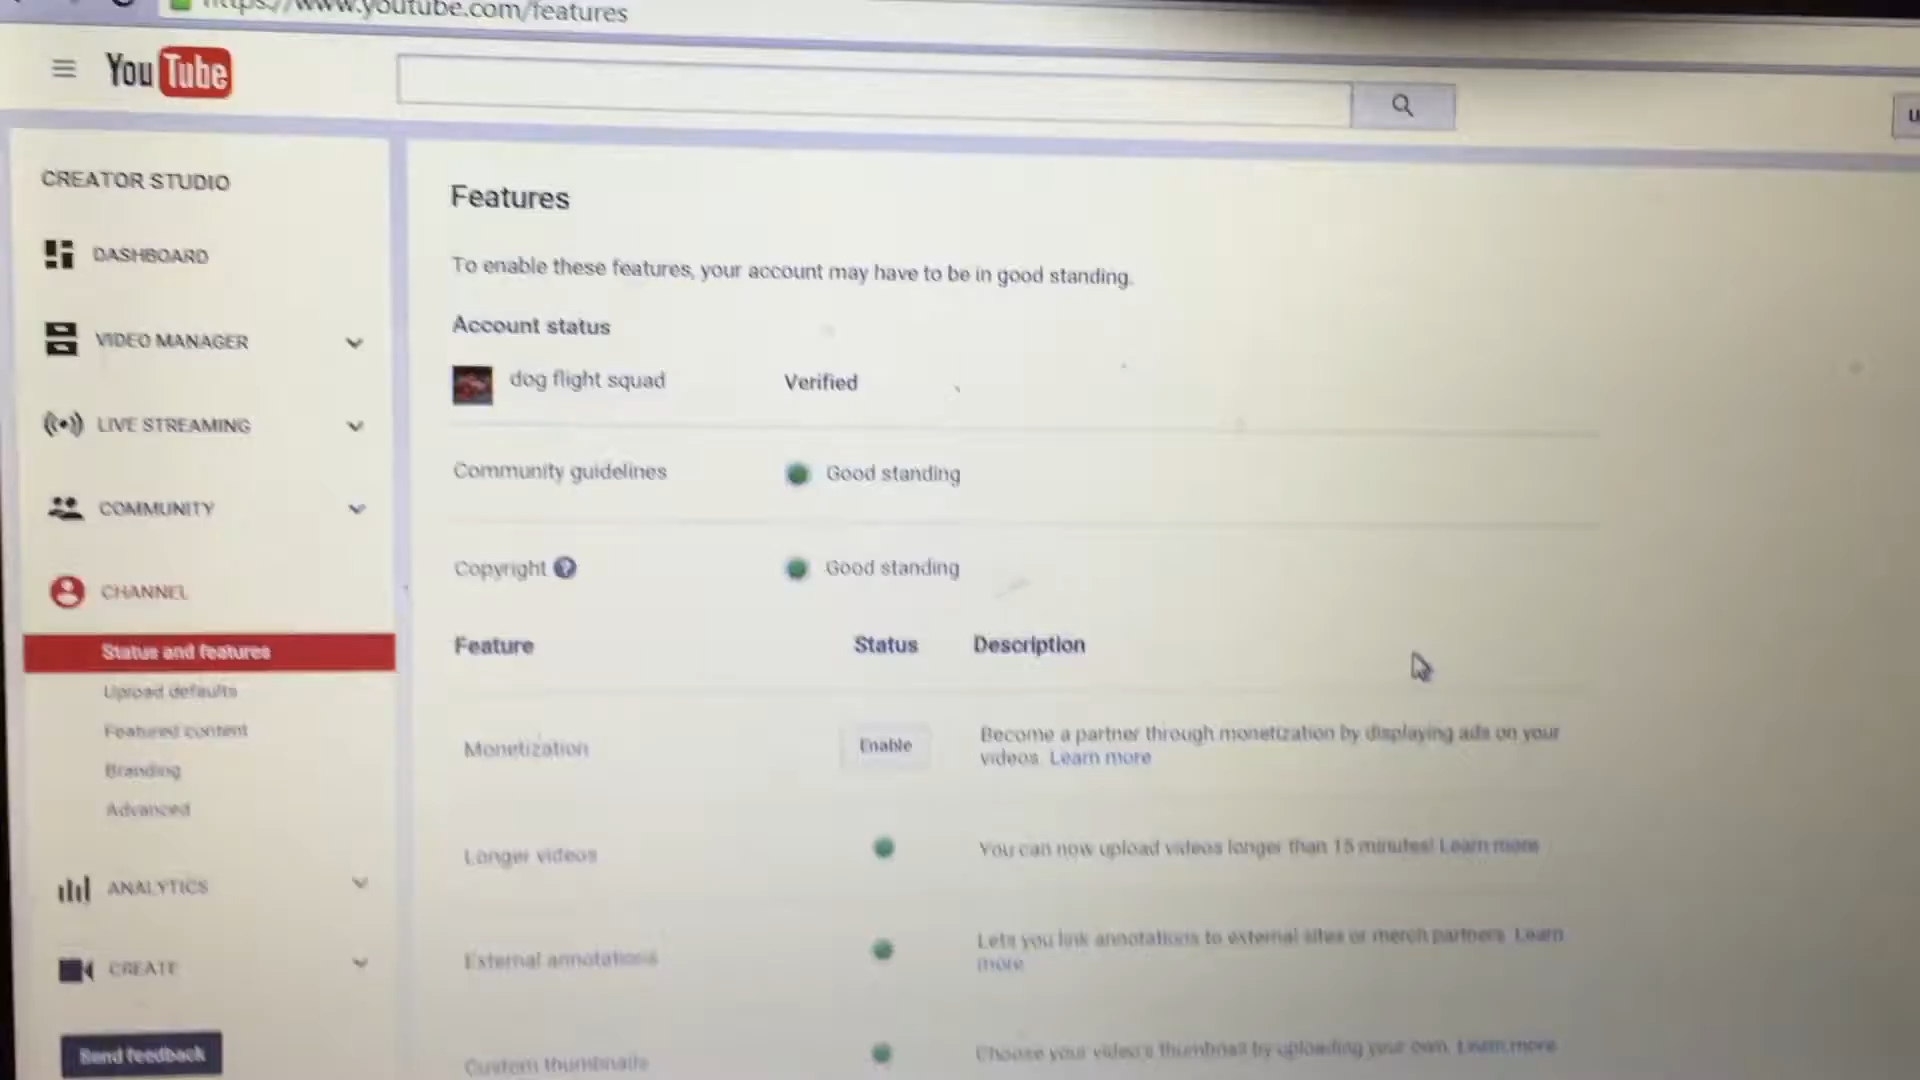 https://www.youtube.com/features
YouTube
CREATOR STUDIO
DASHBOARD
VIDEO MANAGER
LIVE STREAMING
COMMUNITY
CHANNEL
Status and features
Upload defaults
Featured content
Branding
Advanced
ANALYTICS
CREATE
Send feedback
Features
To enable these features, your account may have to be in good standing.
Account status
dog flight squad Verified
Community guidelines Good standing
Copyright ? Good standing
Feature Status Description
Monetization Enable Become a partner through monetization by displaying ads on your
videos. Learn more
Longer videos You can now upload videos longer than 15 minutes! Learn more
External annotations Lets you link annotations to external sites or merch partners. Learn
more
Custom thumbnails Choose your video's thumbnail by uploading your own. Learn more